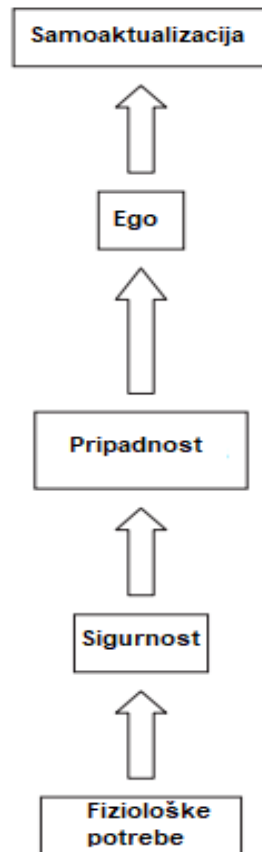 Samoaktualizacija
Ego
Pripadnost
Sigurnost
Fiziološke
potrebe